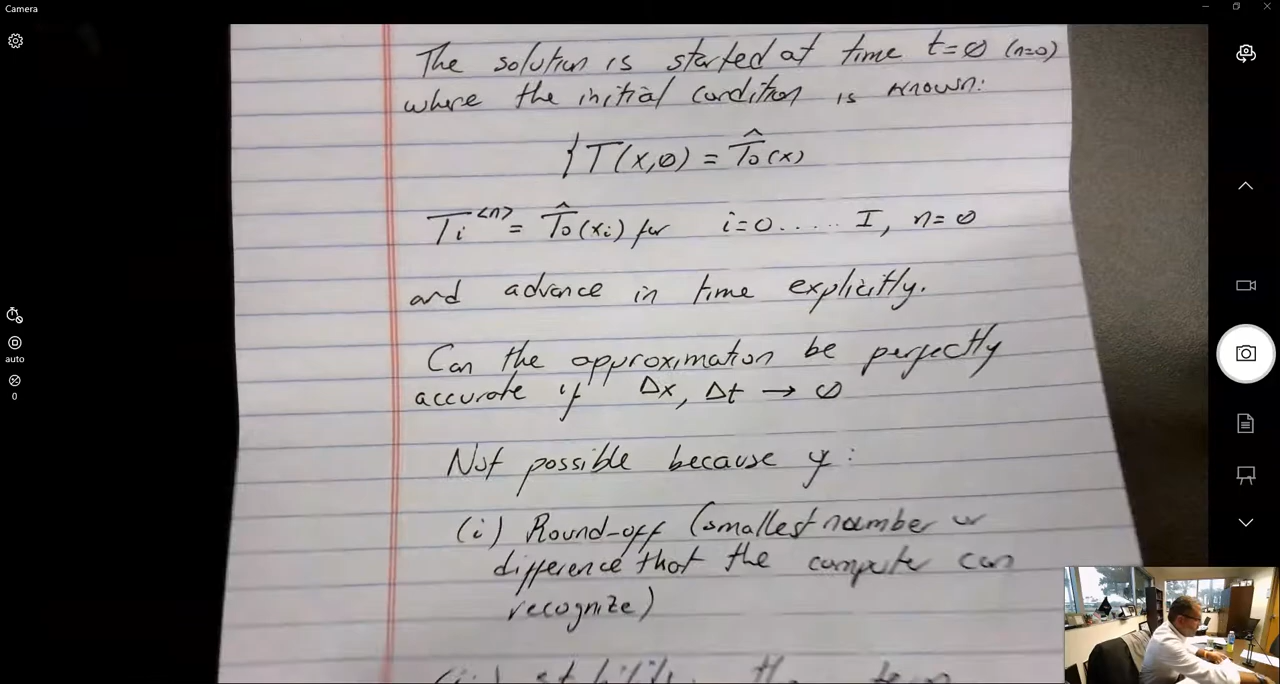 Camera
The solution is started at time t=0 (n=0)
where the initial condition is known:
{T(x,0) = T̂o(x)
Ti<n> = T̂o(xi) for i=0..... I, n=0
and advance in time explicitly.
Can the approximation be perfectly
accurate if Δx, Δt → 0
Not possible because of :
(i) Round-off (smallest number or
difference that the computer can
recognize)
auto
0
stability